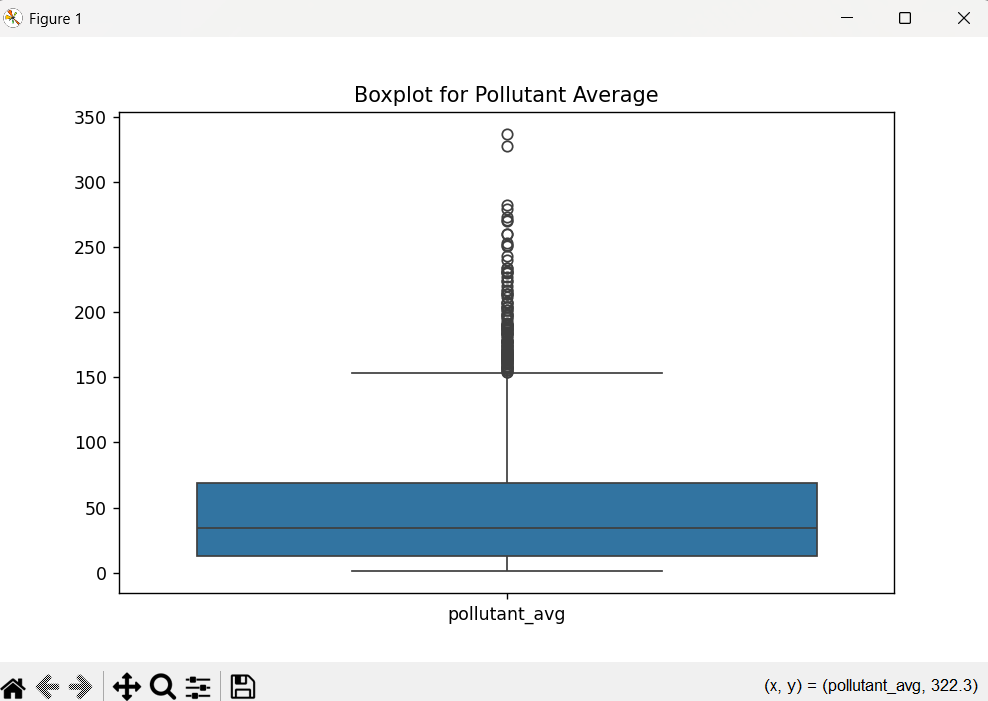 Figure 1
Boxplot for Pollutant Average
350
300
250
200
150
100
50
0
pollutant_avg
(x, y) = (pollutant_avg, 322.3)